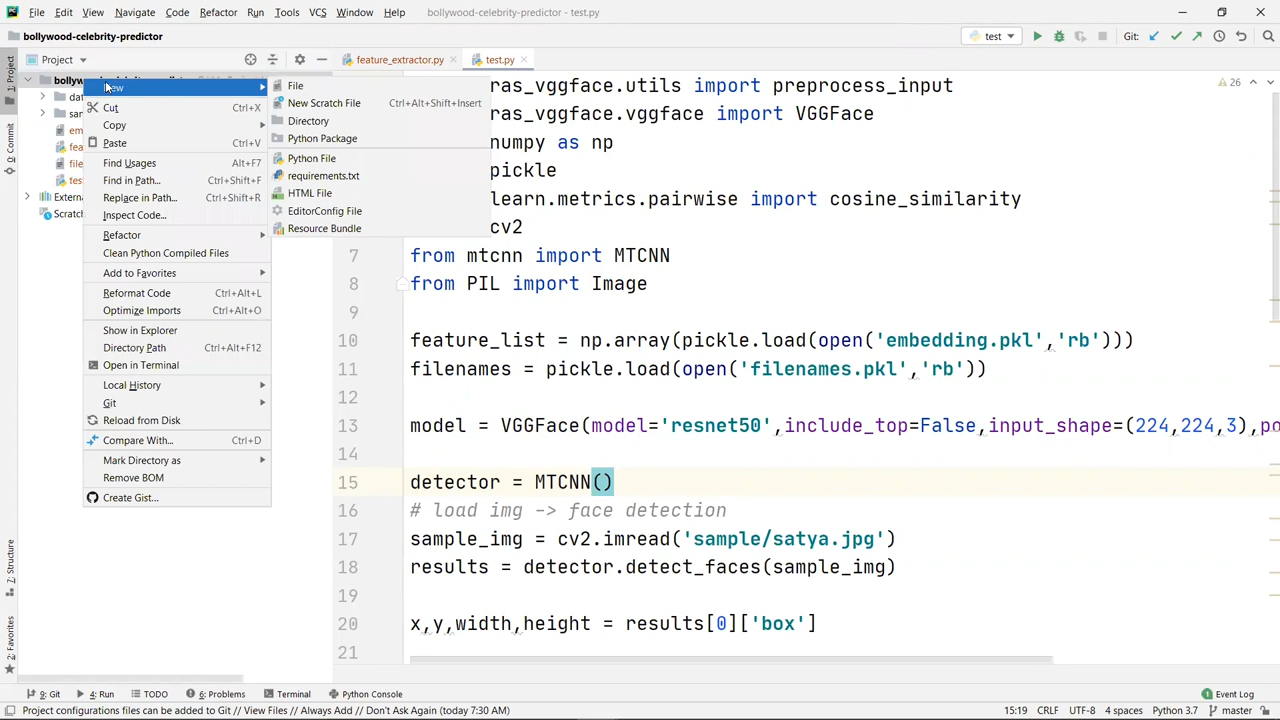 File Edit View Navigate Code Refactor Run Tools VCS Window Help bollywood-celebrity-predictor - test.py
bollywood-celebrity-predictor test Git:
Project feature_extractor.py test.py
1: Project
0: Commit
Z: Structure
2: Favorites
New
Cut Ctrl+X
Copy
Paste
Find Usages Alt+F7
Find in Path... Ctrl+Shift+F
Replace in Path... Ctrl+Shift+R
Inspect Code...
Refactor
Clean Python Compiled Files
Add to Favorites
Reformat Code Ctrl+Alt+L
Optimize Imports Ctrl+Alt+O
Show in Explorer
Directory Path Ctrl+Alt+F12
Open in Terminal
Local History
Git
Reload from Disk
Compare With... Ctrl+D
Mark Directory as
Remove BOM
Create Gist...
File
New Scratch File Ctrl+Alt+Shift+Insert
Directory
Python Package
Python File
requirements.txt
HTML File
EditorConfig File
Resource Bundle
26
ras_vggface.utils import preprocess_input
ras_vggface.vggface import VGGFace
numpy as np
pickle
learn.metrics.pairwise import cosine_similarity
cv2
7 from mtcnn import MTCNN
8 from PIL import Image
9
10 feature_list = np.array(pickle.load(open('embedding.pkl','rb')))
11 filenames = pickle.load(open('filenames.pkl','rb'))
12
13 model = VGGFace(model='resnet50',include_top=False,input_shape=(224,224,3),po
14
15 detector = MTCNN()
16 # load img -> face detection
17 sample_img = cv2.imread('sample/satya.jpg')
18 results = detector.detect_faces(sample_img)
19
20 x,y,width,height = results[0]['box']
21
9: Git 4: Run TODO 6: Problems Terminal Python Console Event Log
Project configurations files can be added to Git // View Files // Always Add // Don't Ask Again (today 7:30 AM) 15:19 CRLF UTF-8 4 spaces Python 3.7 master